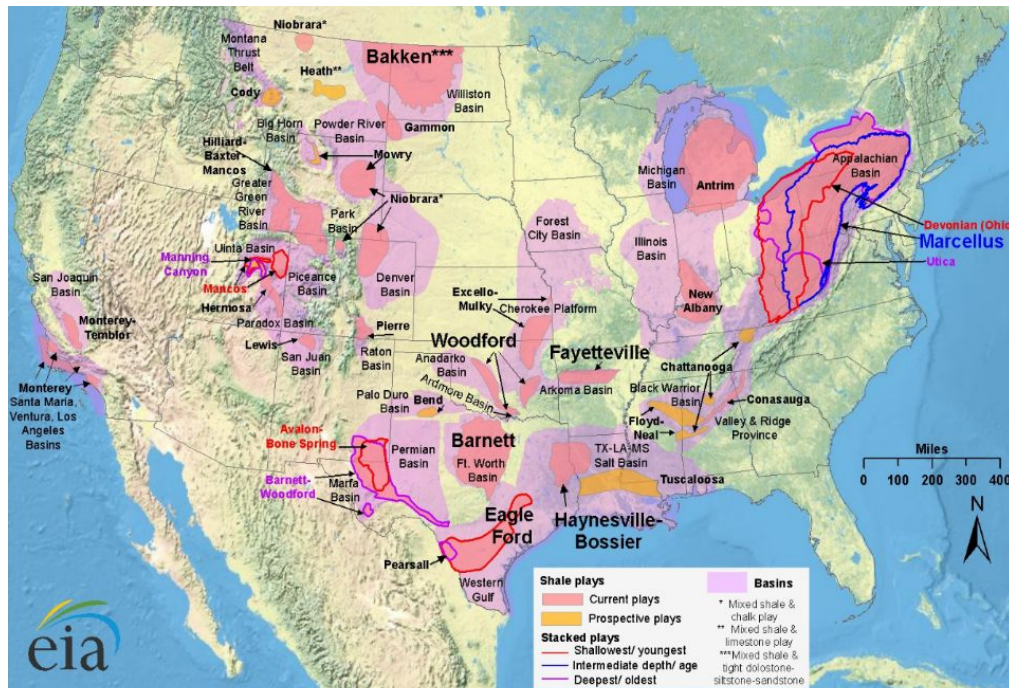 Niobrara*
Montana
Thrust
Belt
Bakken***
Heath**
Cody
Williston
Basin
Big Horn
Basin
Powder River
Basin
Gammon
Hilliard-
Baxter-
Mancos
Mowry
Greater
Green
River
Basin
Park
Basin
Niobrara*
Michigan
Basin
Antrim
Appalachian
Basin
Devonian (Ohio
Marcellus
Utica
Forest
City Basin
Illinois
Basin
Uinta Basin
Manning
Canyon
Mancos
Piceance
Basin
Denver
Basin
San Joaquin
Basin
Hermosa
Paradox Basin
Excello-
Mulky
Cherokee Platform
New
Albany
Monterey-
Temblor
Lewis
San Juan
Basin
Pierre
Raton
Basin
Woodford
Anadarko
Basin
Ardmore Basin
Fayetteville
Arkoma Basin
Chattanooga
Black Warrior
Basin
Conasauga
Monterey
Santa Maria,
Ventura, Los
Angeles
Basins
Palo Duro
Basin
Bend
Floyd-
Neal
Valley & Ridge
Province
Avalon-
Bone Spring
Permian
Basin
Barnett
Ft. Worth
Basin
TX-LA-MS
Salt Basin
Tuscaloosa
Barnett-
Woodford
Marfa
Basin
Eagle
Ford
Haynesville-
Bossier
Pearsall
Western
Gulf
Miles
0 100 200 300 400
N
eia
Shale plays
Current plays
Prospective plays
Stacked plays
Shallowest/ youngest
Intermediate depth/ age
Deepest/ oldest
Basins
* Mixed shale &
chalk play
** Mixed shale &
limestone play
***Mixed shale &
tight dolostone-
siltstone-sandstone